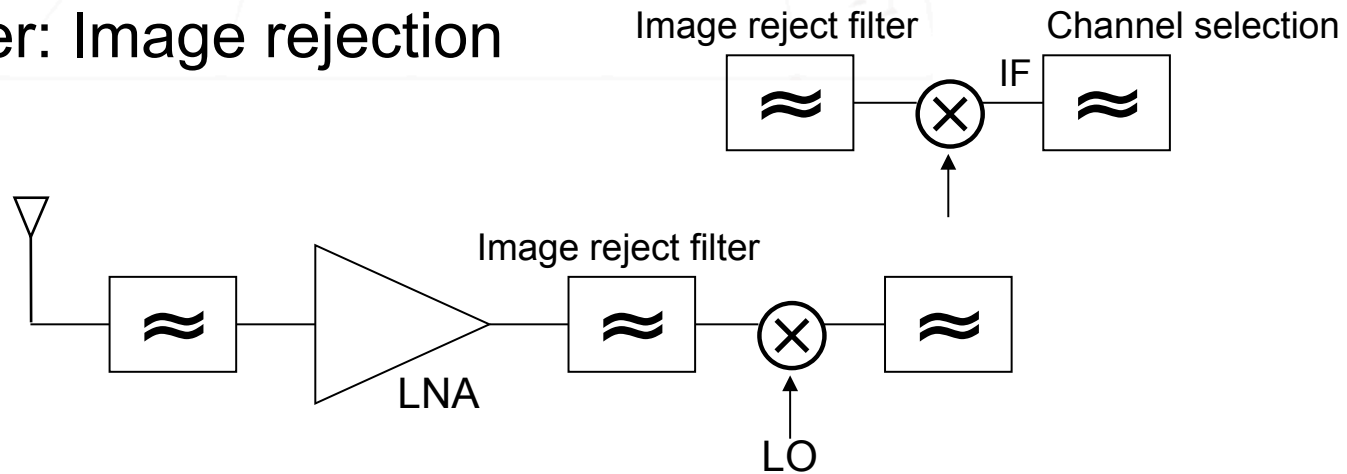 er: Image rejection
Image reject filter
Channel selection
IF
Image reject filter
LNA
LO